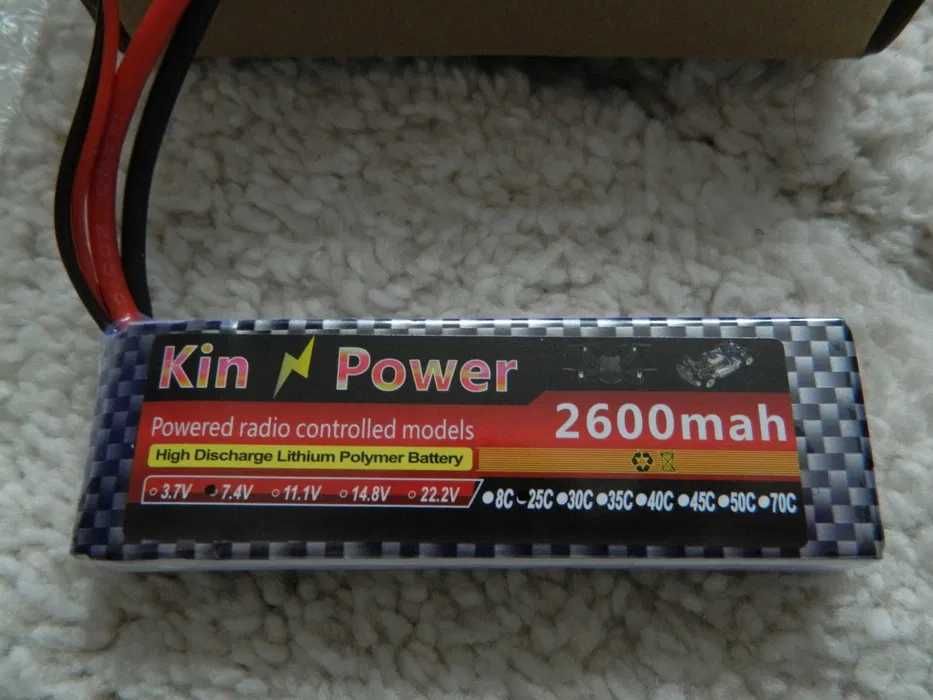 Kin Power
Powered radio controlled models
2600mah
High Discharge Lithium Polymer Battery
3.7V 7.4V 11.1V 14.8V 22.2V
8C 25C 30C 35C 40C 45C 50C 70C